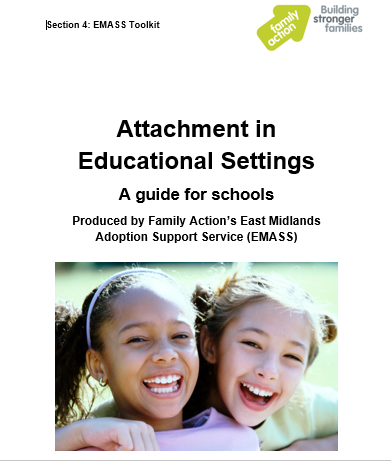 Section 4: EMASS Toolkit
family
action
Building
stronger
families
Attachment in
Educational Settings
A guide for schools
Produced by Family Action's East Midlands
Adoption Support Service (EMASS)